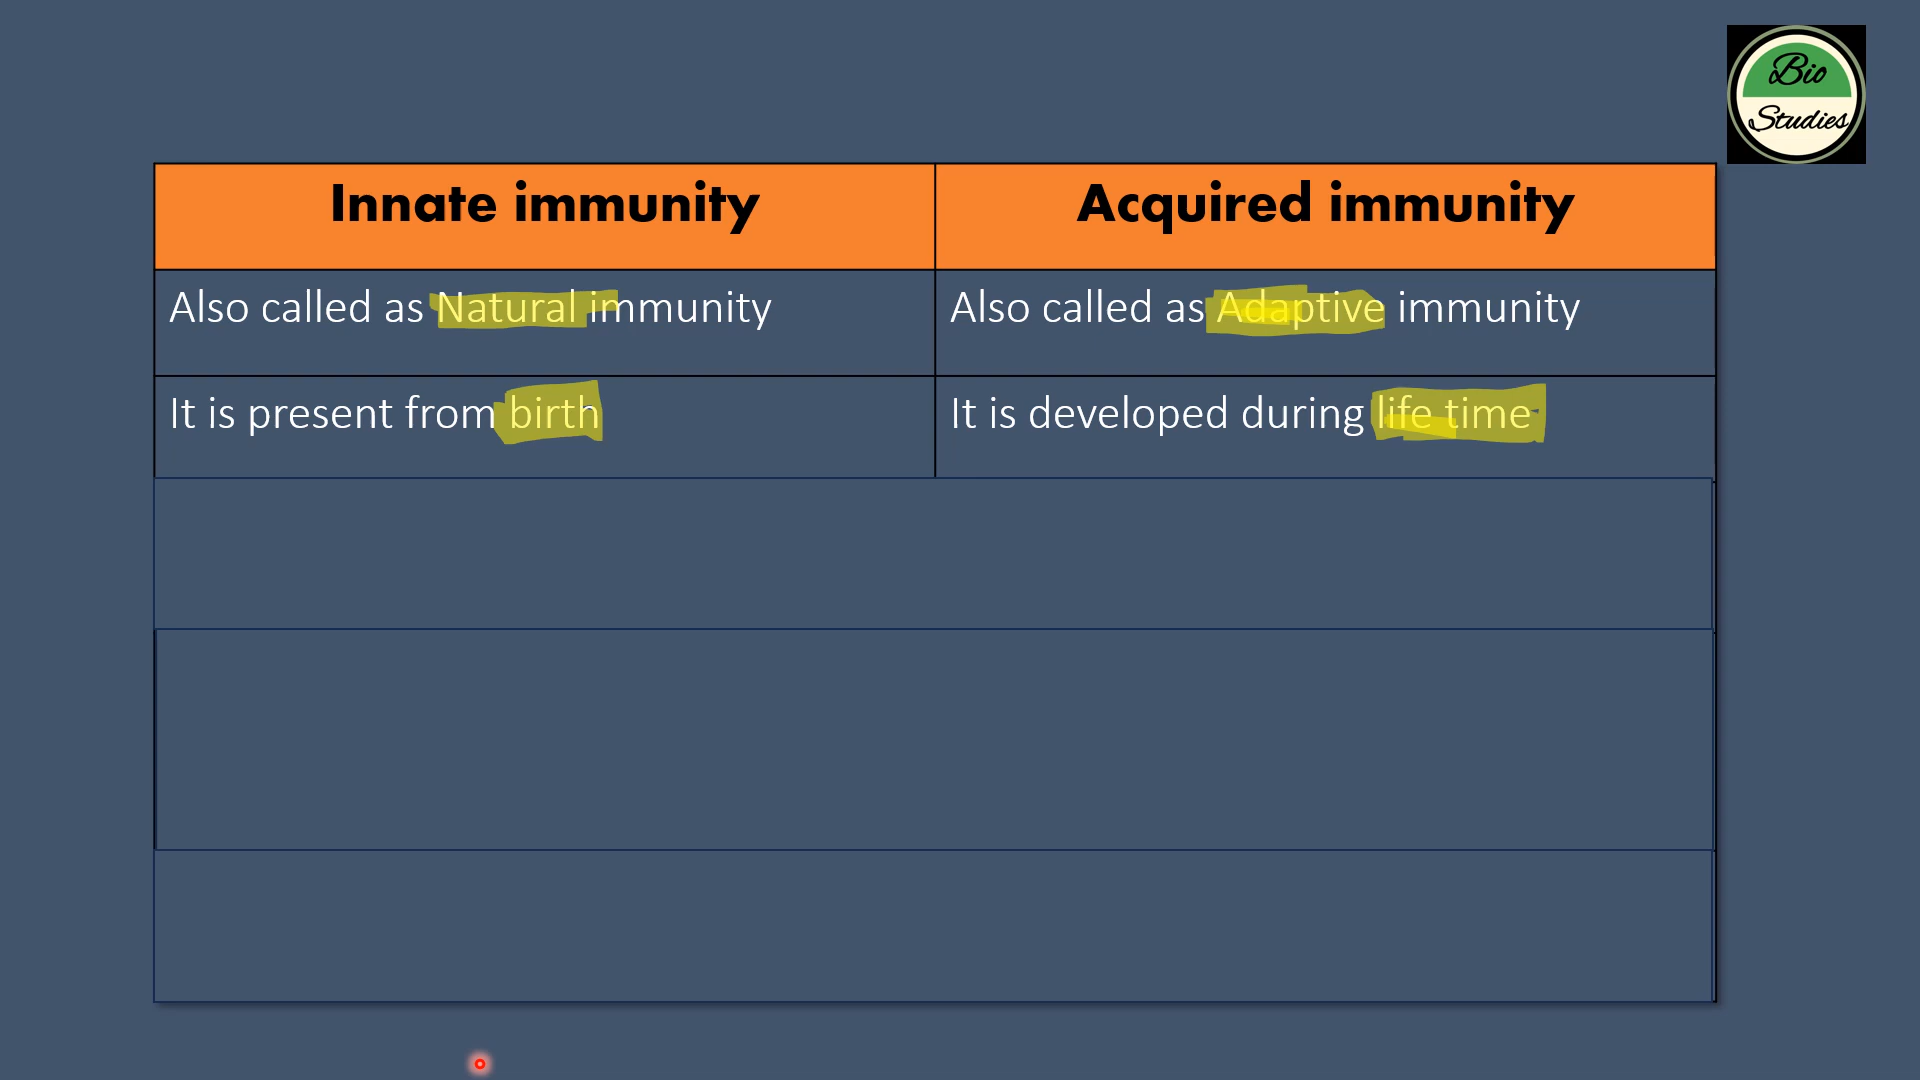 Bio
Studies
Innate immunity
Acquired immunity
Also called as Natural immunity
Also called as Adaptive immunity
It is present from birth
It is developed during life time